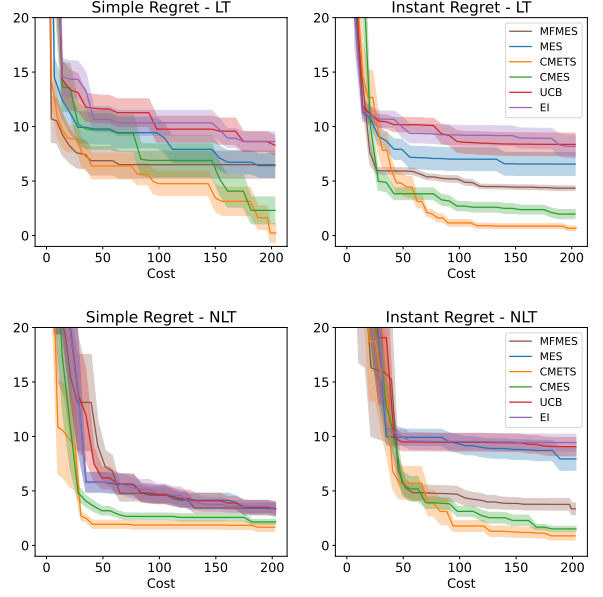 Simple Regret - LT
20
15
10
5
0
0 50 100 150 200
Cost
Instant Regret - LT
20
15
10
5
0
MFMES
MES
CMETS
CMES
UCB
EI
0 50 100 150 200
Cost
Simple Regret - NLT
20
15
10
5
0
0 50 100 150 200
Cost
Instant Regret - NLT
20
15
10
5
0
MFMES
MES
CMETS
CMES
UCB
EI
0 50 100 150 200
Cost